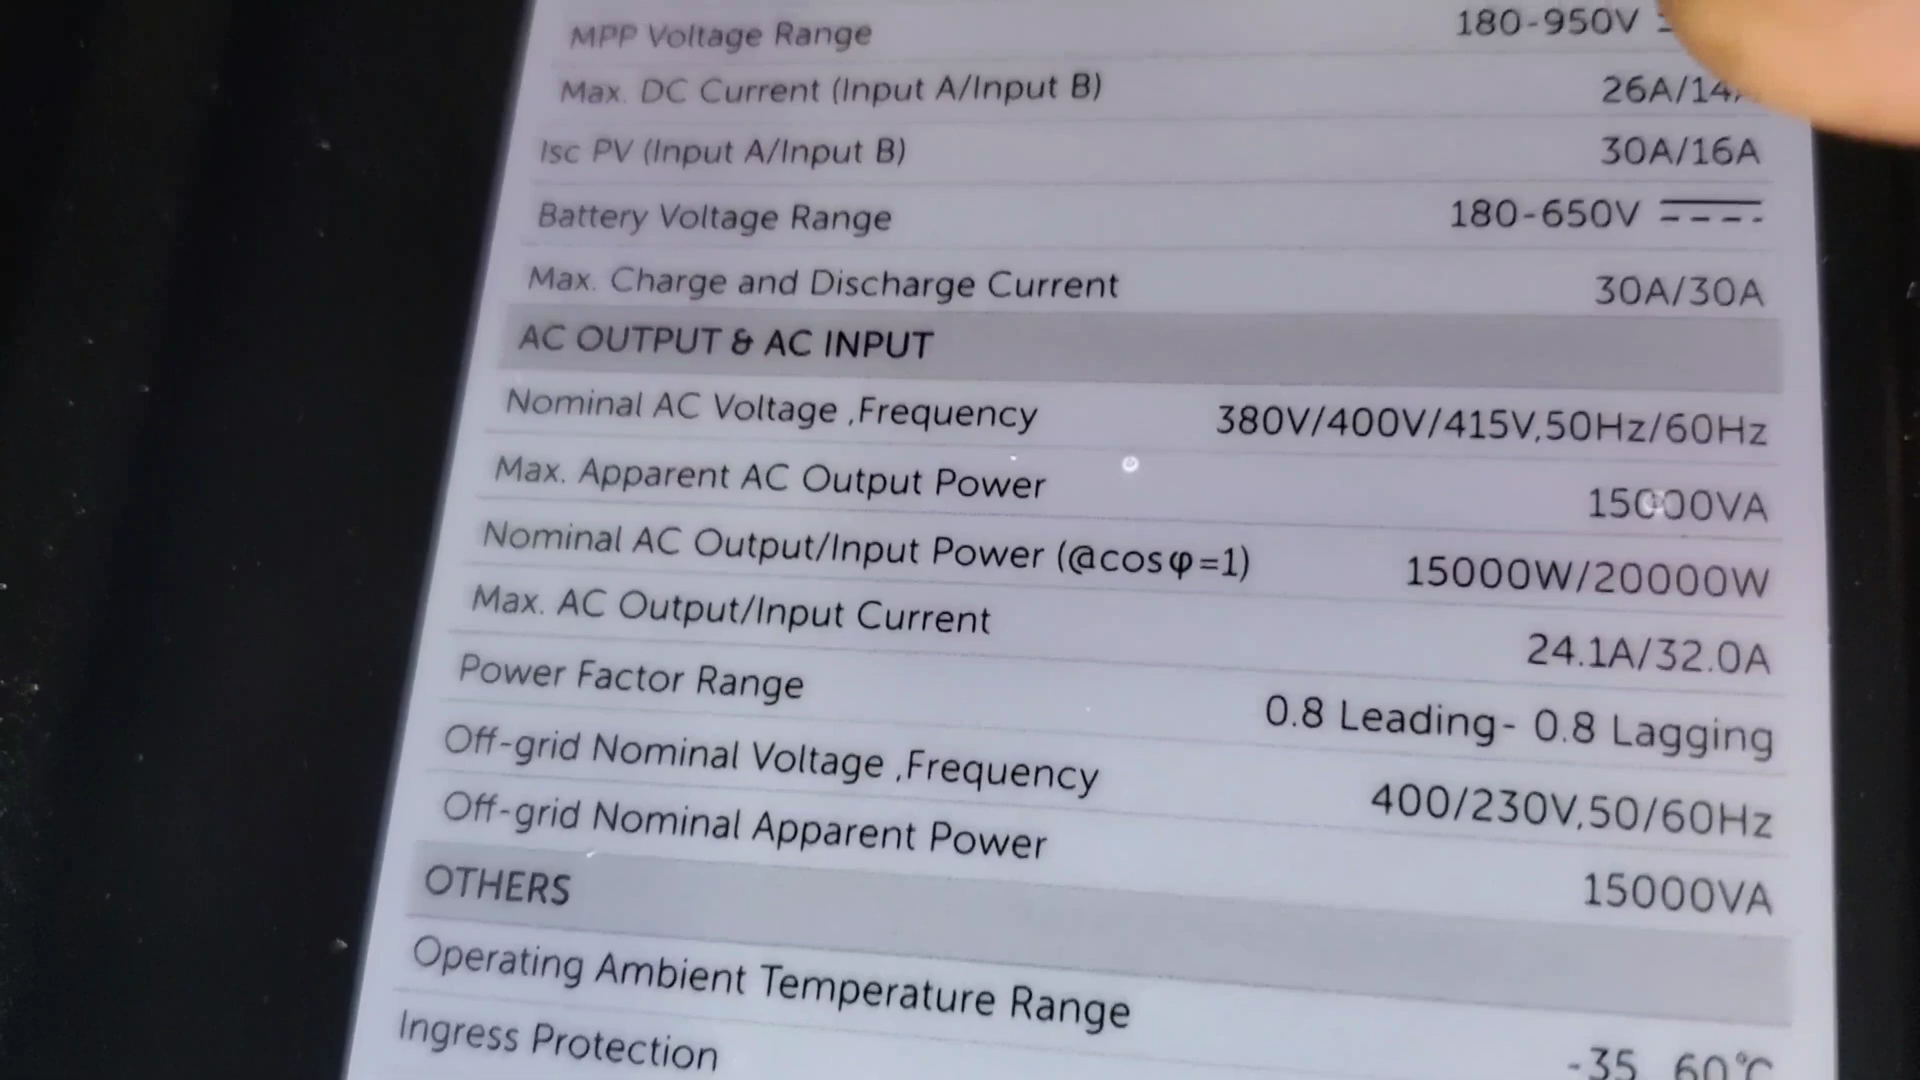 MPP Voltage Range 180-950V
Max. DC Current (Input A/Input B) 26A/14
Isc PV (Input A/Input B) 30A/16A
Battery Voltage Range 180-650V
Max. Charge and Discharge Current 30A/30A
AC OUTPUT & AC INPUT
Nominal AC Voltage ,Frequency 380V/400V/415V,50Hz/60Hz
Max. Apparent AC Output Power 15000VA
Nominal AC Output/Input Power (@cosφ=1) 15000W/20000W
Max. AC Output/Input Current 24.1A/32.0A
Power Factor Range 0.8 Leading- 0.8 Lagging
Off-grid Nominal Voltage ,Frequency 400/230V,50/60Hz
Off-grid Nominal Apparent Power 15000VA
OTHERS
Operating Ambient Temperature Range -35 60℃
Ingress Protection